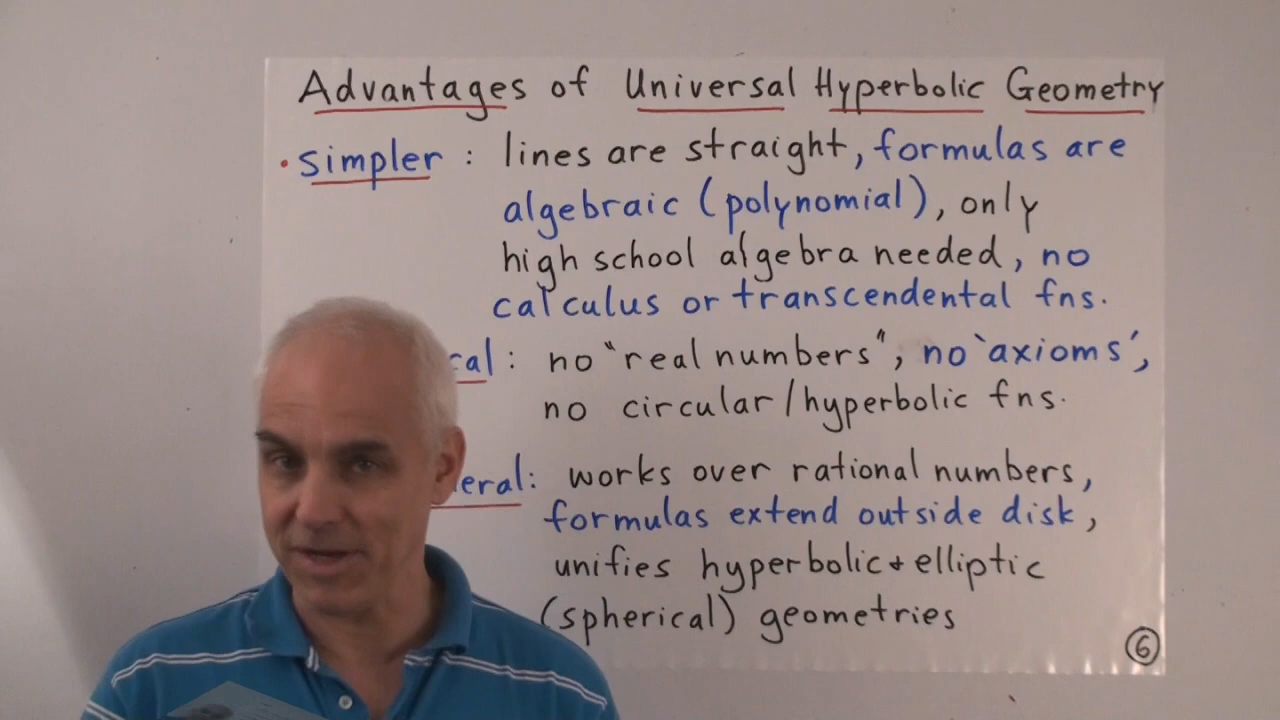 Advantages of Universal Hyperbolic Geometry
• simpler : lines are straight, formulas are
algebraic (polynomial), only
high school algebra needed, no
calculus or transcendental fns.
cal : no "real numbers", no `axioms',
no circular/hyperbolic fns.
eral: works over rational numbers,
formulas extend outside disk,
unifies hyperbolic + elliptic
(spherical) geometries
6